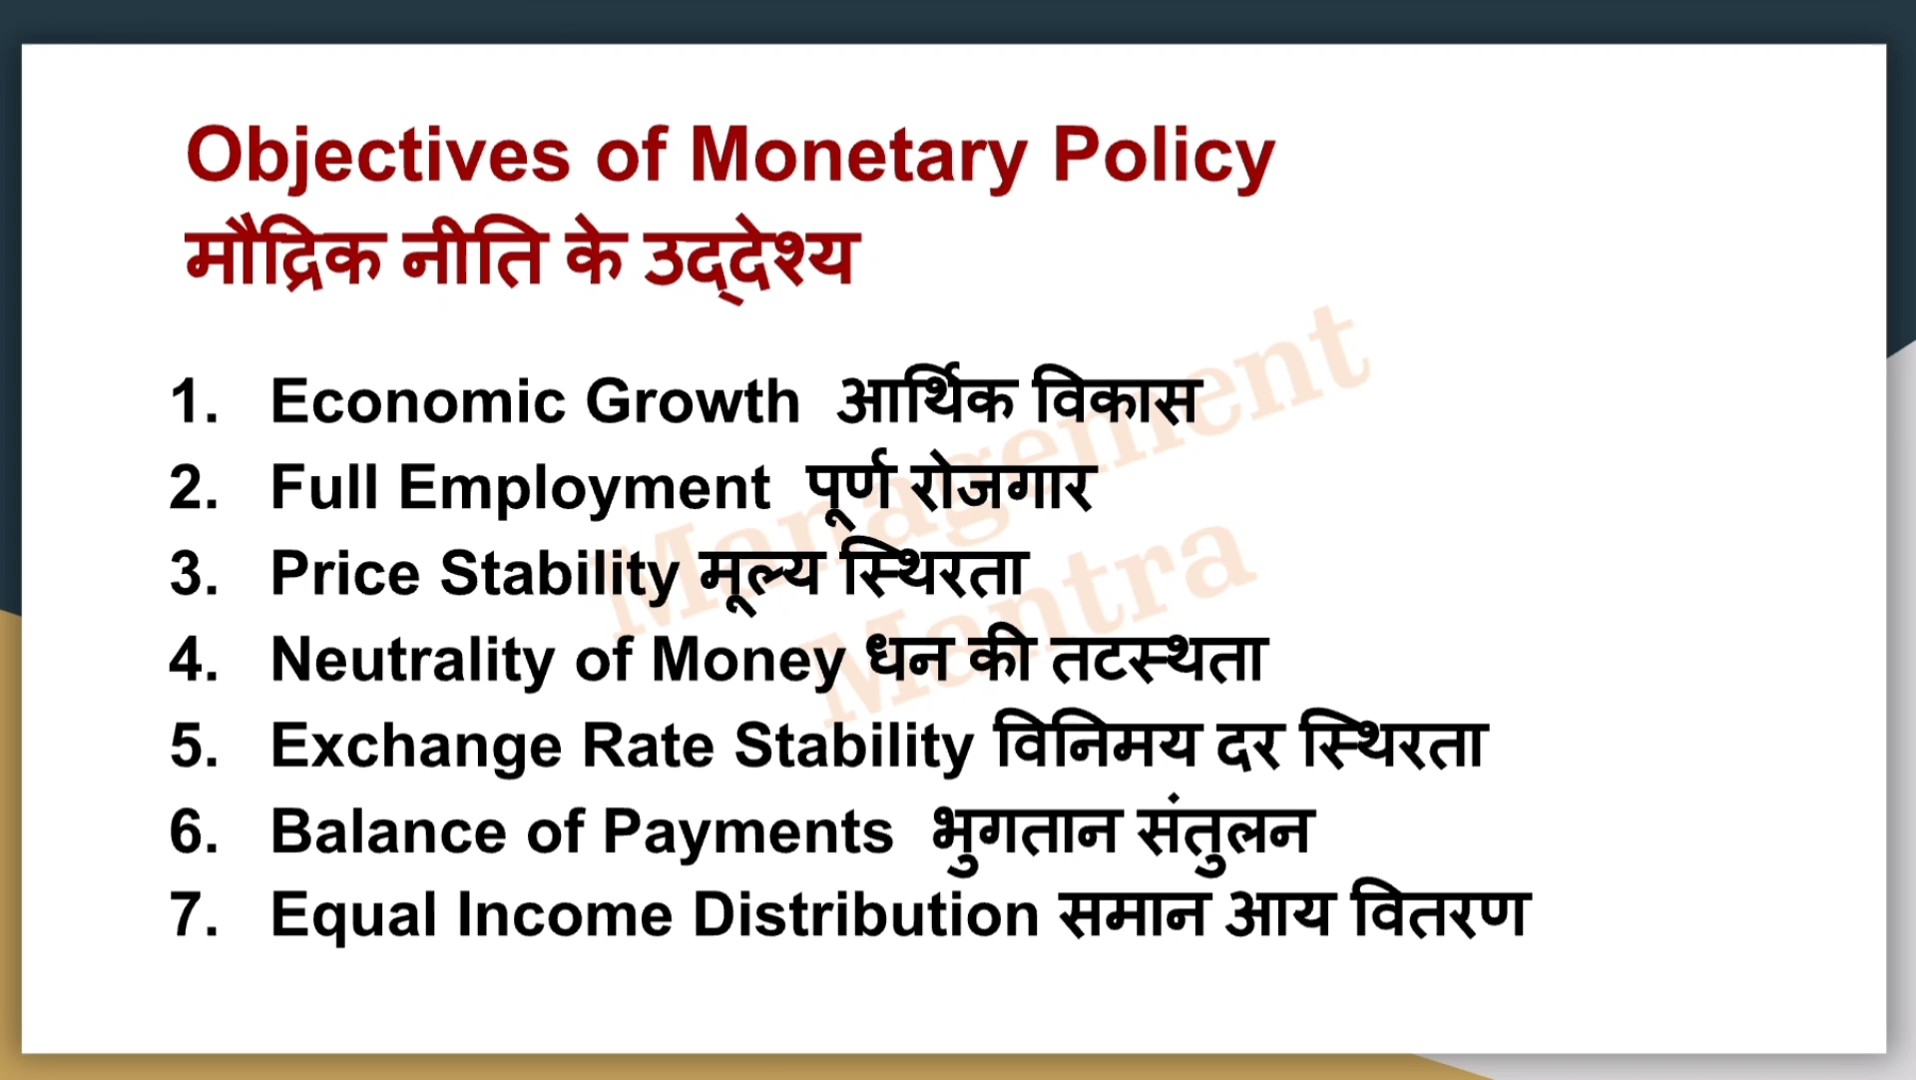 Objectives of Monetary Policy
मौद्रिक नीति के उद्‌देश्य
1. Economic Growth आर्थिक विकास
2. Full Employment पूर्ण रोजगार
3. Price Stability मूल्य स्थिरता
4. Neutrality of Money धन की तटस्थता
5. Exchange Rate Stability विनिमय दर स्थिरता
6. Balance of Payments भुगतान संतुलन
7. Equal Income Distribution समान आय वितरण
Management
Mantra